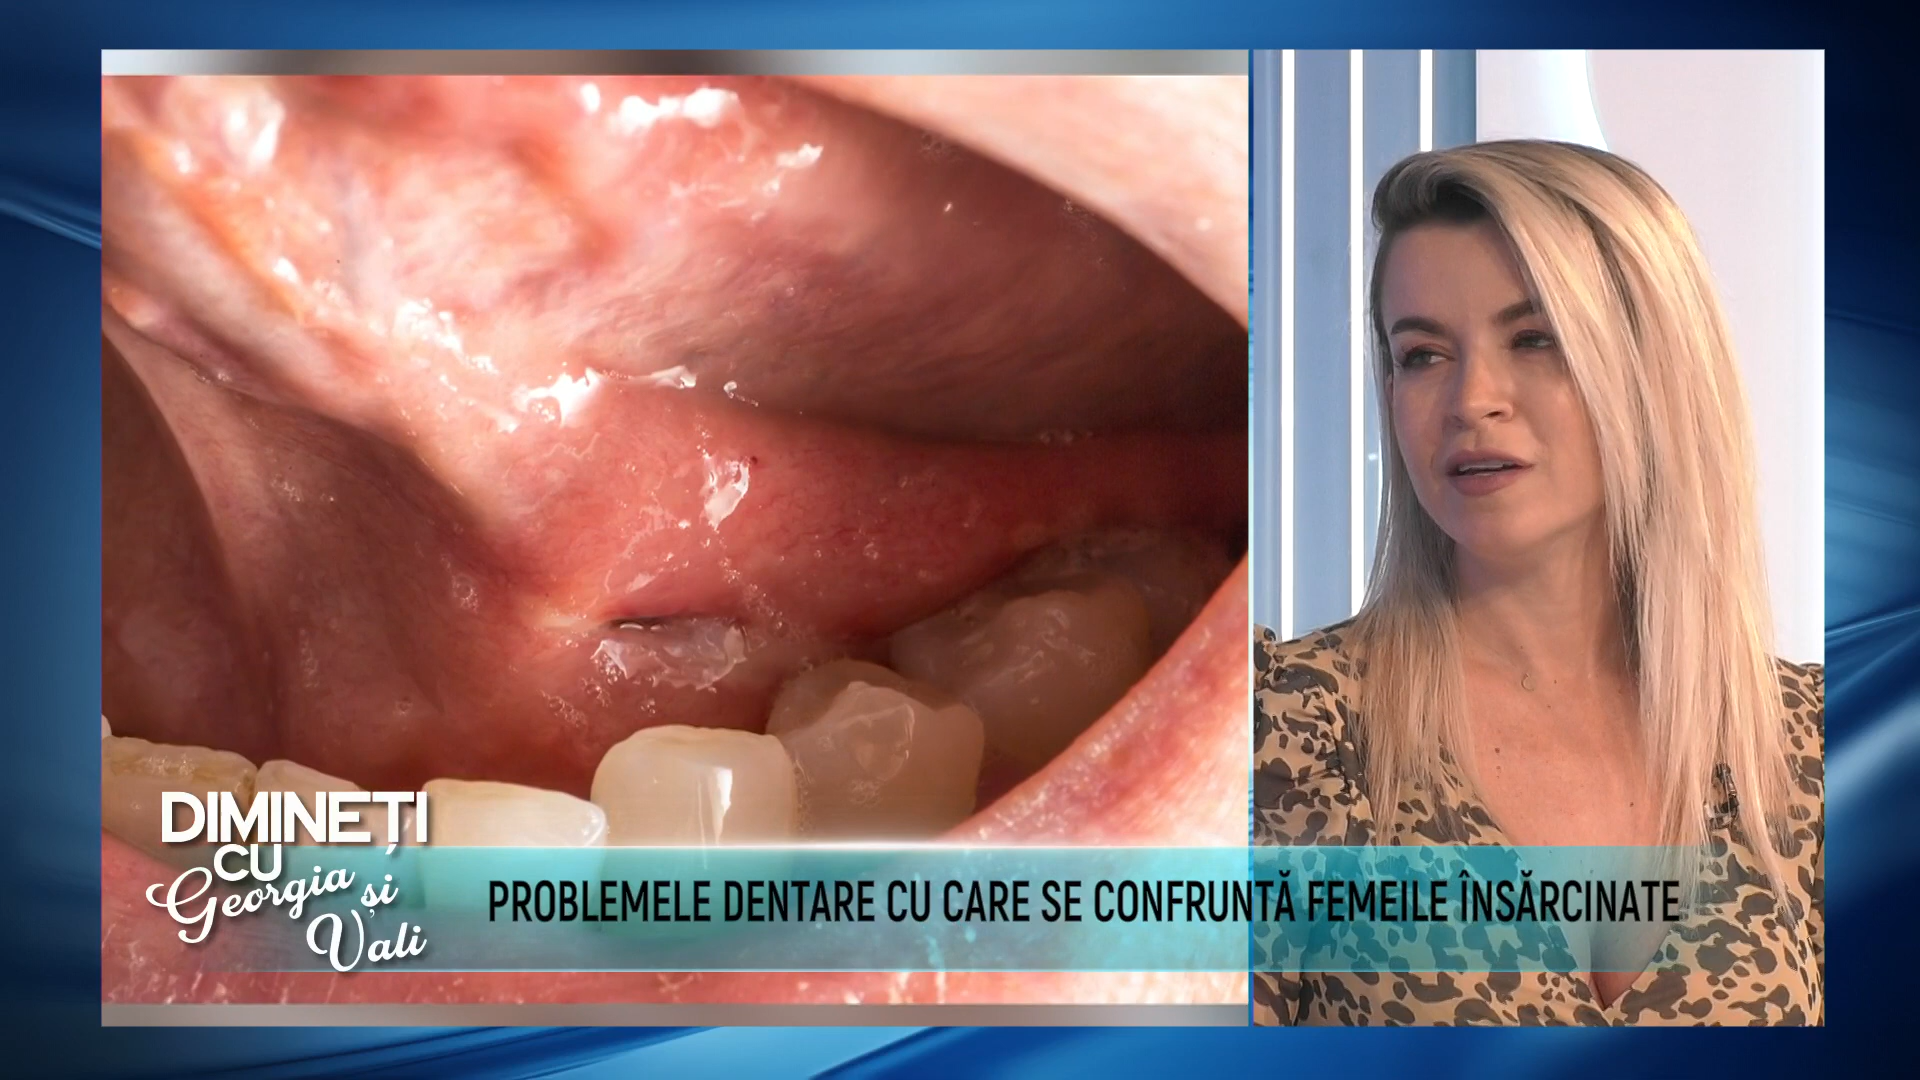 DIMINEȚI
CU
Georgia
și
Vali
PROBLEMELE DENTARE CU CARE SE CONFRUNTĂ FEMEILE ÎNSĂRCINATE